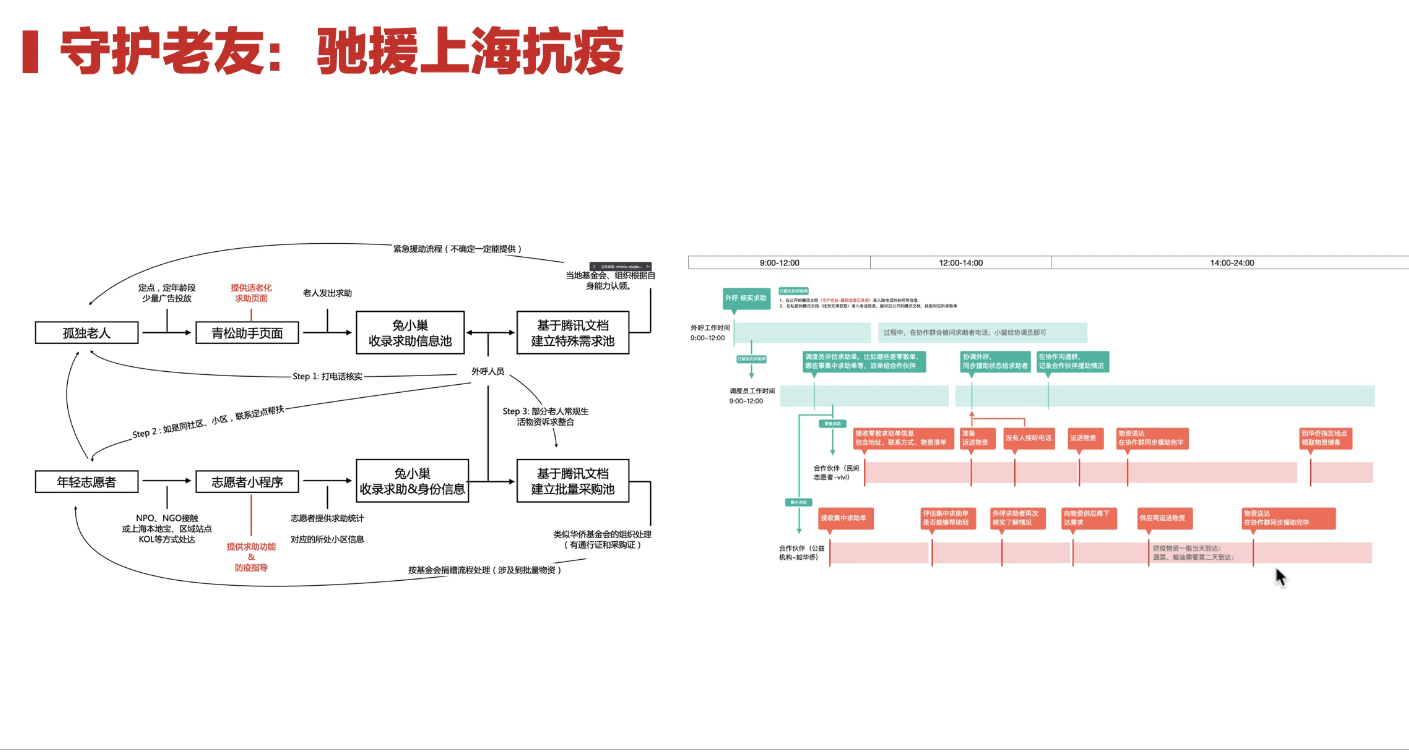 守护老友：驰援上海抗疫
紧急援助流程（不确定一定能提供）
当地基金会、组织根据自
身能力认领。
定点，定年龄段
少量广告投放
提供适老化
求助页面
老人发出求助
孤独老人
青松助手页面
兔小巢
收录求助信息池
基于腾讯文档
建立特殊需求池
Step 1: 打电话核实
外呼人员
Step 2：如是同社区、小区，联系定点帮扶
Step 3: 部分老人常规生
活物资诉求整合
年轻志愿者
志愿者小程序
兔小巢
收录求助&身份信息
基于腾讯文档
建立批量采购池
NPO、NGO接触
或上海本地宝、区域站点
KOL等方式处达
提供求助功能
&
防疫指导
志愿者提供求助统计
对应的所处小区信息
类似华侨基金会的组织处理
（有通行证和采购证）
按基金会捐赠流程处理（涉及到批量物资）
9:00-12:00
12:00-14:00
14:00-24:00
外呼 核实求助
已核实的求助单
外呼工作时间
9:00~12:00
过程中，在协作群会被问求助者电话，小窗给协调员即可
已核实的求助单
调度员评估求助单，比如哪些是零散单，
哪些事集中求助单等，派单给合作伙伴
协调外呼，
同步援助状态给求助者
在协作沟通群，
记录合作伙伴援助情况
调度员工作时间
9:00~12:00
零散求助
接收零散求助单信息
包含地址、联系方式、物资清单
准备
运送物资
没有人接听电话
运送物资
物资送达
在协作群同步援助完毕
到华侨指定地点
领取物资储备
合作伙伴（民间
志愿者-vivi）
集中求助
接收集中求助单
评估集中求助单
是否能够帮助到
外呼求助者再次
核实了解情况
向物资供应商下
达需求
供应商运送物资
物资送达
在协作群同步援助完毕
合作伙伴（公益
机构-如华侨）
防疫物资一般当天到达；
蔬菜、粮油需要第二天到达；